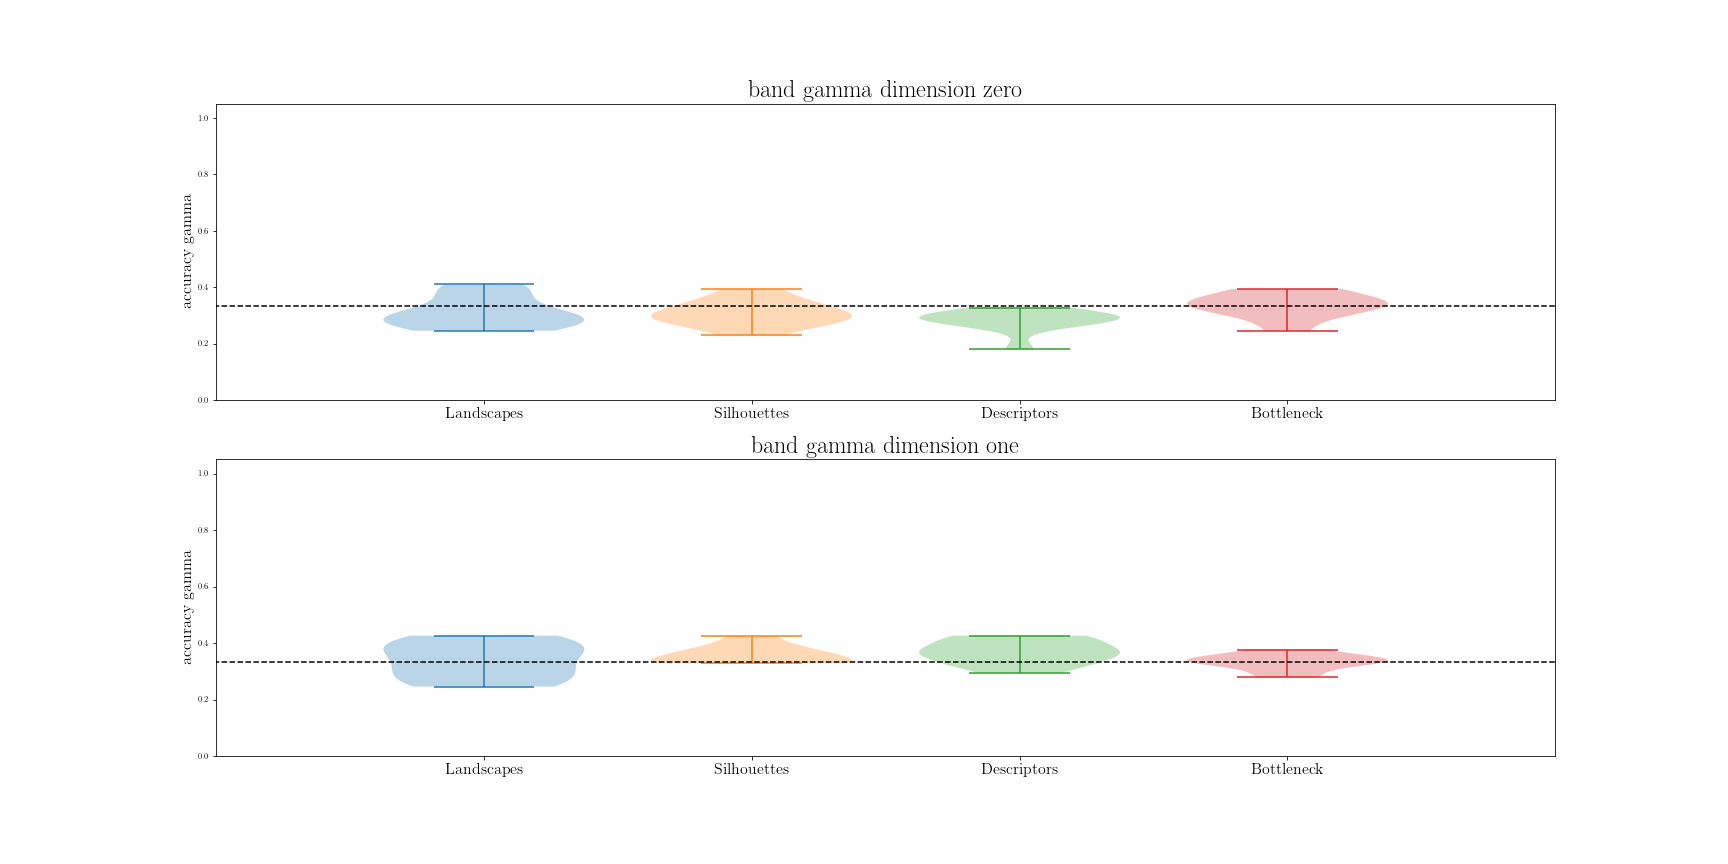 band gamma dimension zero
accuracy gamma
1.0
0.8
0.6
0.4
0.2
0.0
Landscapes Silhouettes Descriptors Bottleneck
band gamma dimension one
accuracy gamma
1.0
0.8
0.6
0.4
0.2
0.0
Landscapes Silhouettes Descriptors Bottleneck